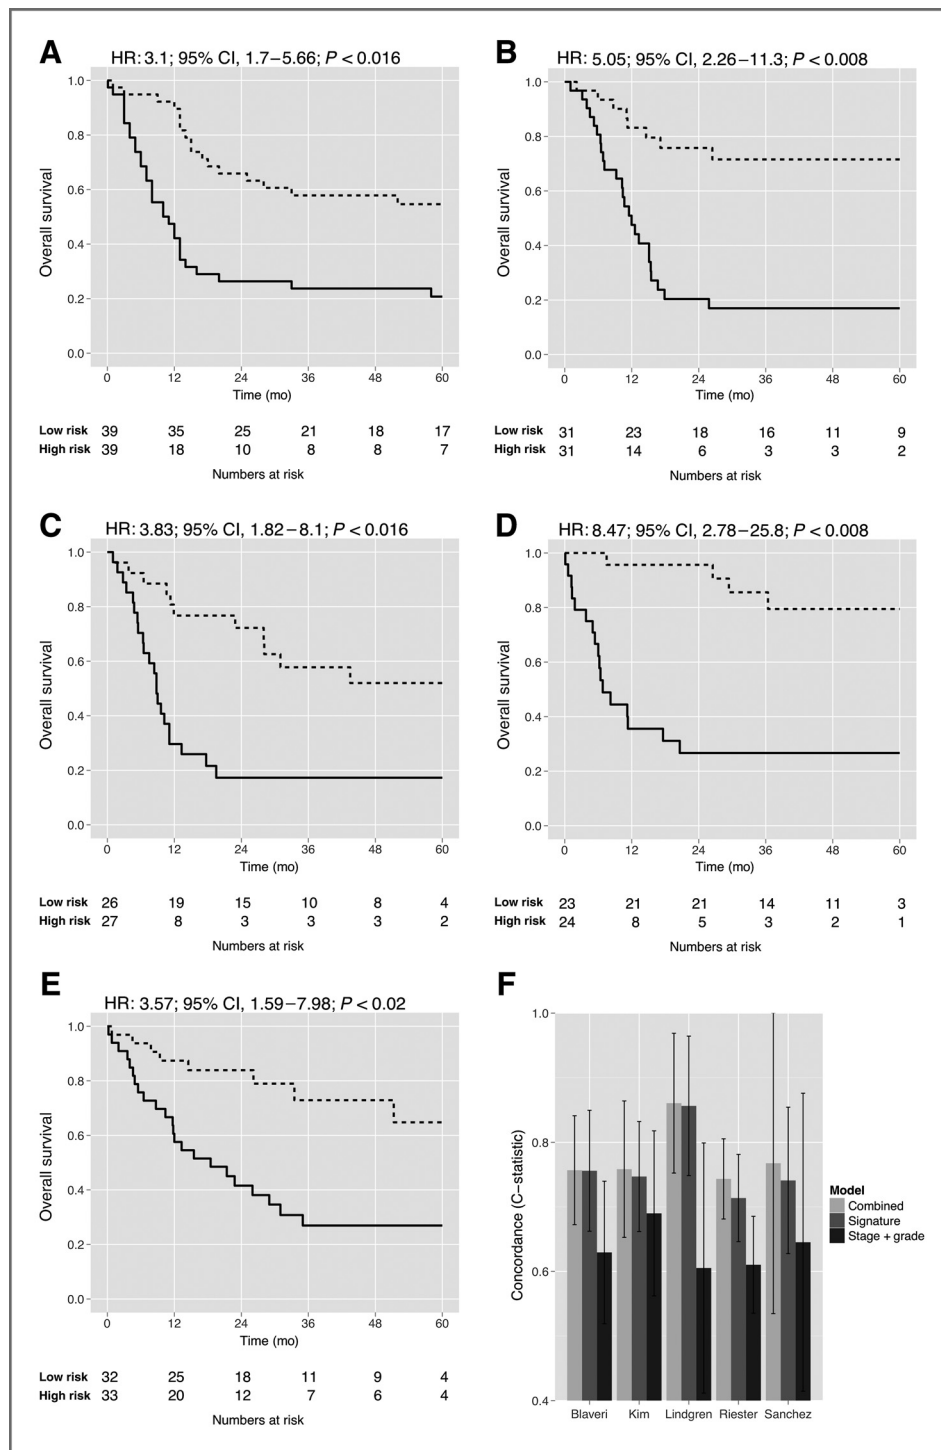 A
HR: 3.1; 95% CI, 1.7–5.66; P < 0.016
Overall survival
1.0
0.8
0.6
0.4
0.2
0.0
0 12 24 36 48 60
Time (mo)
Low risk 39 35 25 21 18 17
High risk 39 18 10 8 8 7
Numbers at risk
B
HR: 5.05; 95% CI, 2.26–11.3; P < 0.008
Overall survival
1.0
0.8
0.6
0.4
0.2
0.0
0 12 24 36 48 60
Time (mo)
Low risk 31 23 18 16 11 9
High risk 31 14 6 3 3 2
Numbers at risk
C
HR: 3.83; 95% CI, 1.82–8.1; P < 0.016
Overall survival
1.0
0.8
0.6
0.4
0.2
0.0
0 12 24 36 48 60
Time (mo)
Low risk 26 19 15 10 8 4
High risk 27 8 3 3 3 2
Numbers at risk
D
HR: 8.47; 95% CI, 2.78–25.8; P < 0.008
Overall survival
1.0
0.8
0.6
0.4
0.2
0.0
0 12 24 36 48 60
Time (mo)
Low risk 23 21 21 14 11 3
High risk 24 8 5 3 2 1
Numbers at risk
E
HR: 3.57; 95% CI, 1.59–7.98; P < 0.02
Overall survival
1.0
0.8
0.6
0.4
0.2
0.0
0 12 24 36 48 60
Time (mo)
Low risk 32 25 18 11 9 4
High risk 33 20 12 7 6 4
Numbers at risk
F
Concordance (C–statistic)
1.0
0.8
0.6
0.4
Blaveri Kim Lindgren Riester Sanchez
Model
Combined
Signature
Stage + grade